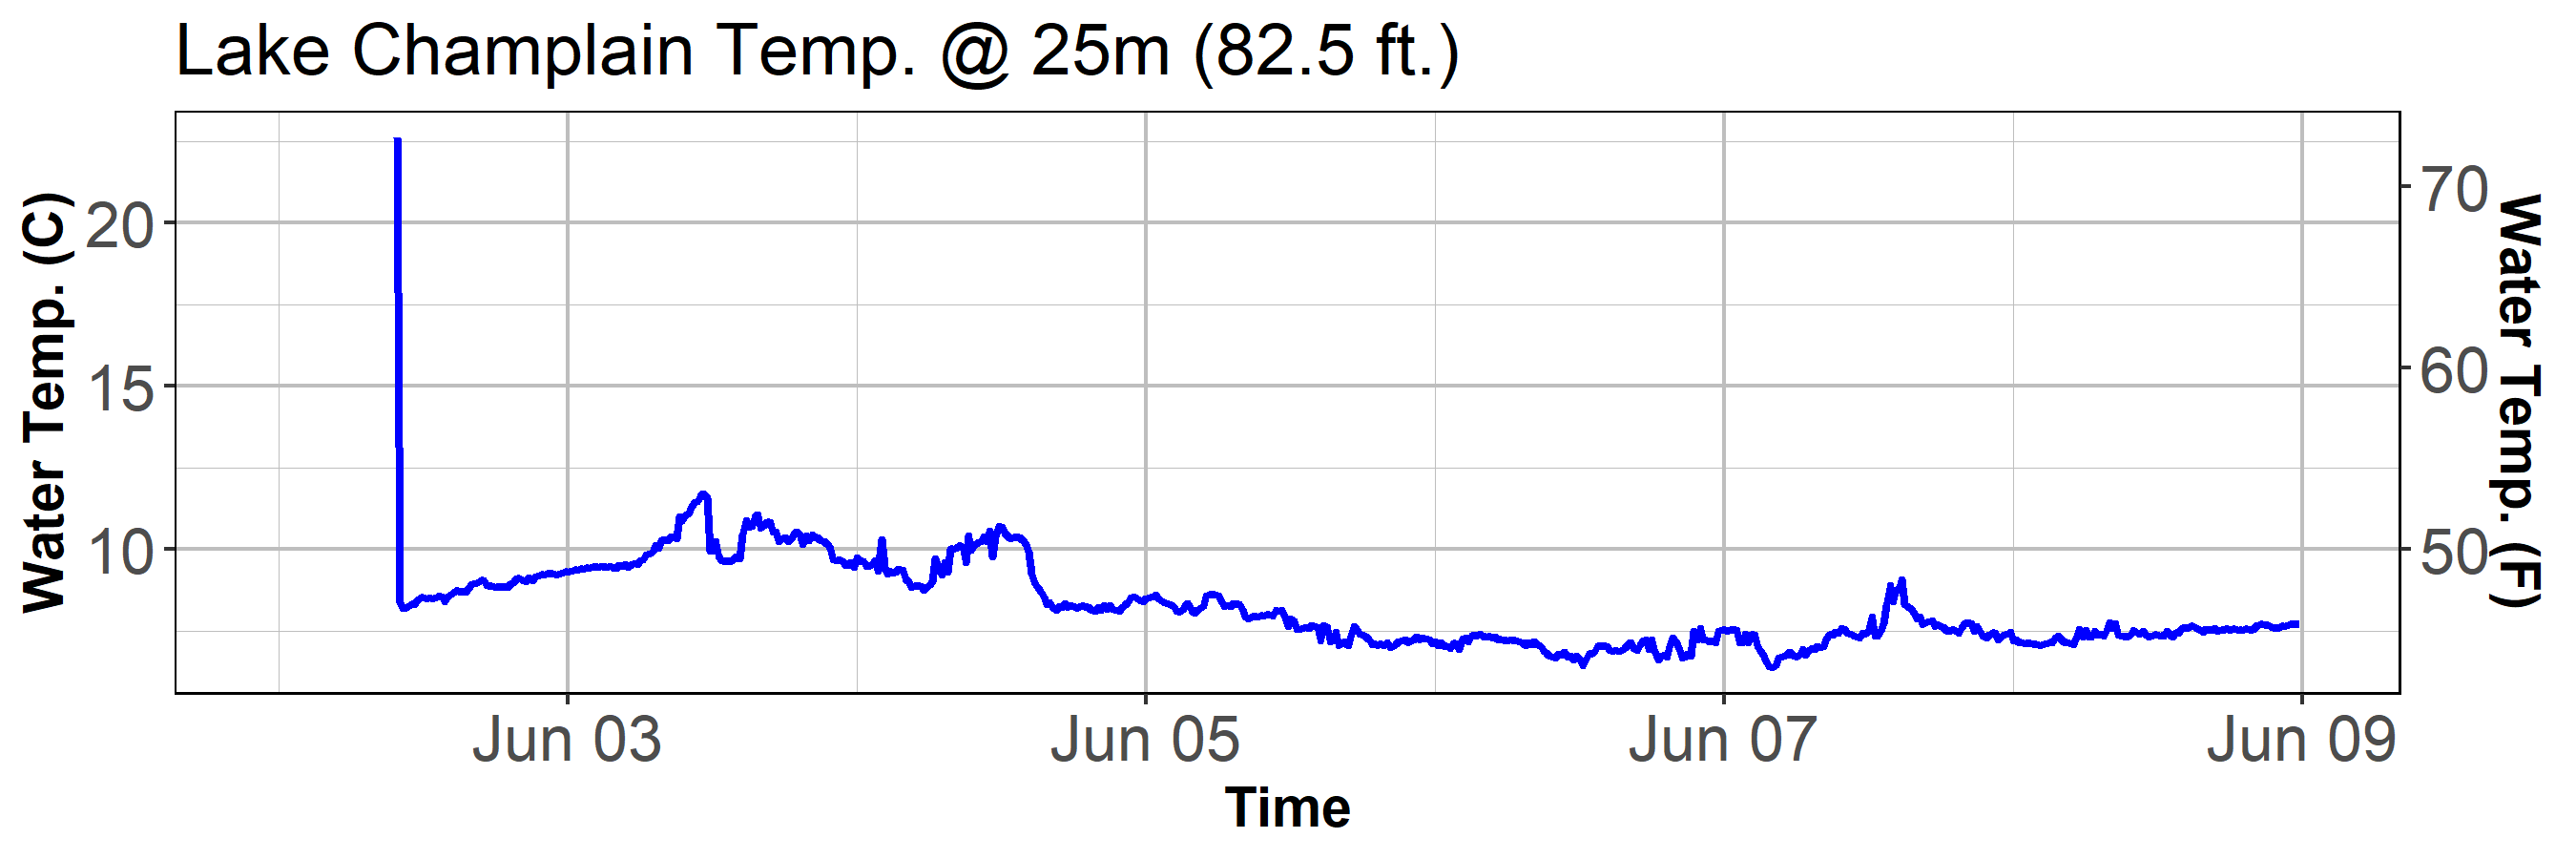 Lake Champlain Temp. @ 25m (82.5 ft.)
Water Temp. (C)
20
15
10
70
60
50
Water Temp. (F)
Jun 03 Jun 05 Jun 07 Jun 09
Time